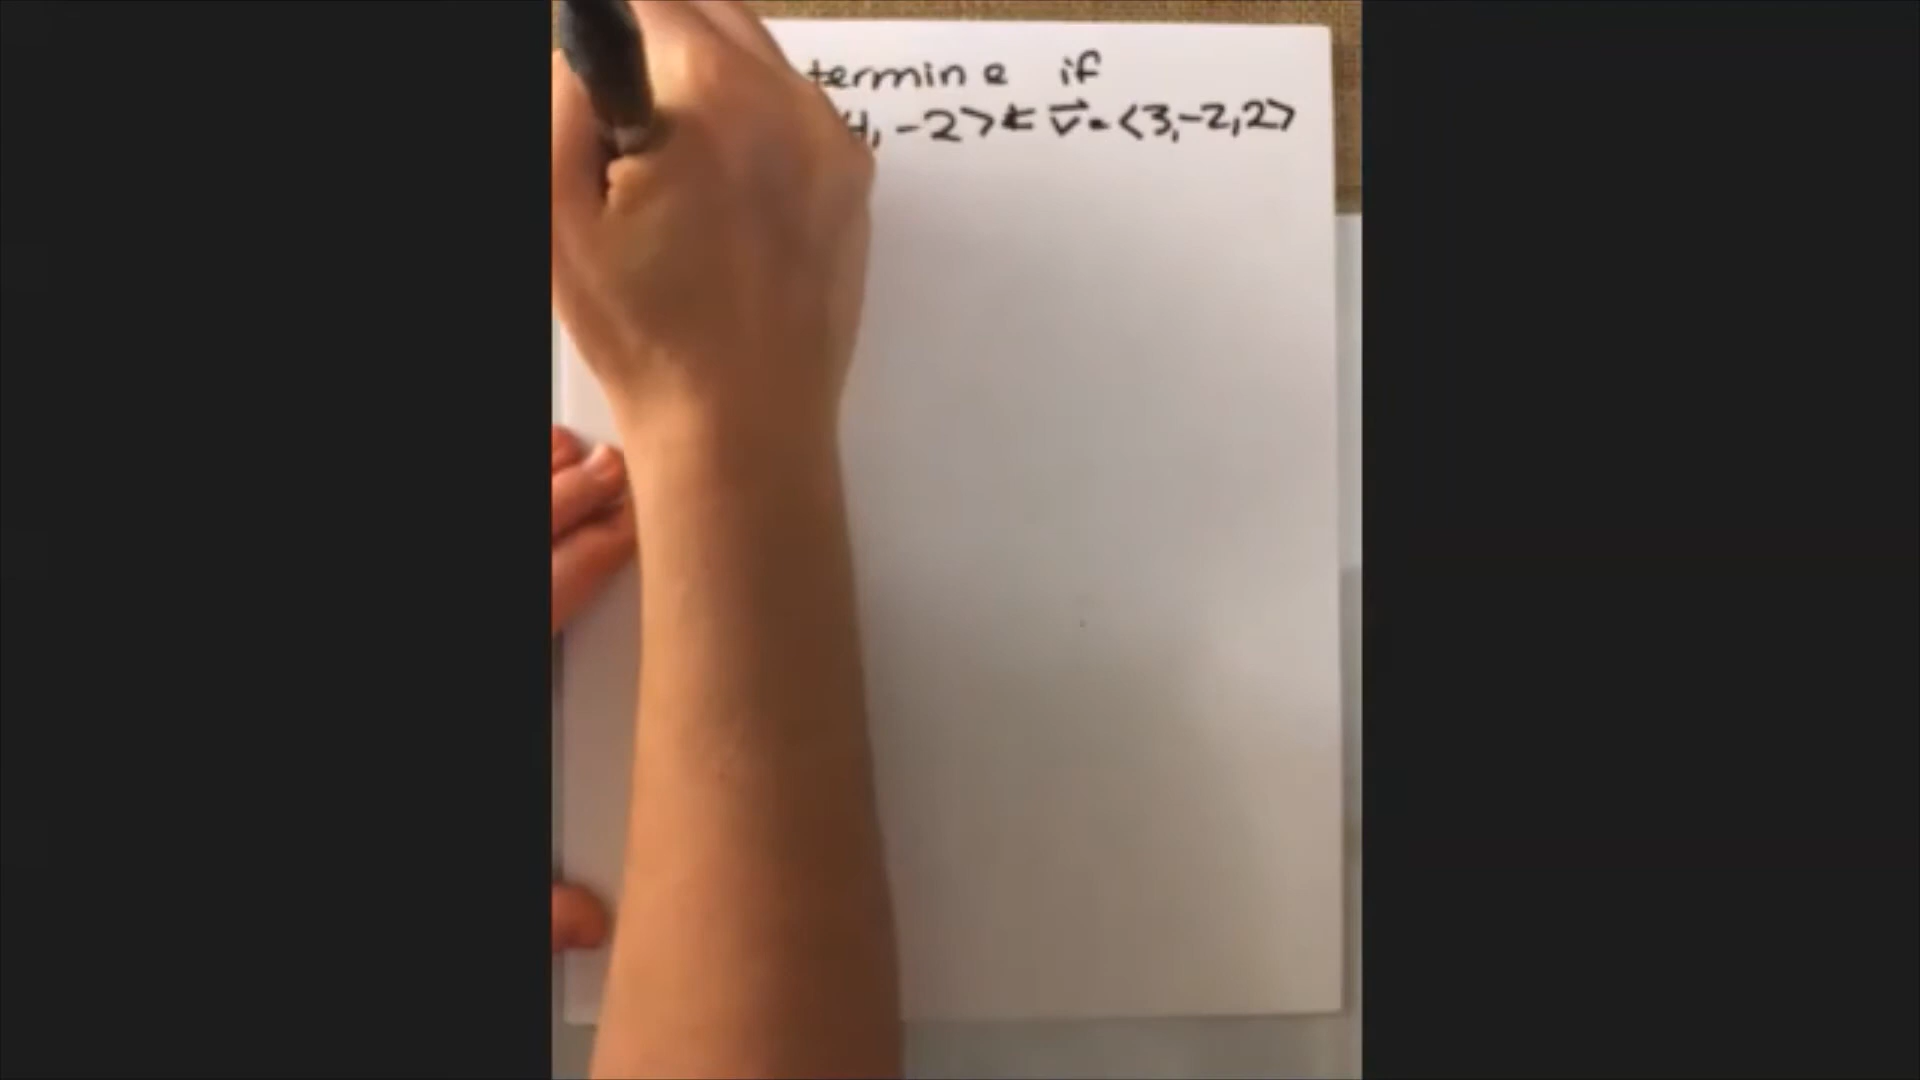 termine if
4, -2> & v⃗ = <3,-2,2>